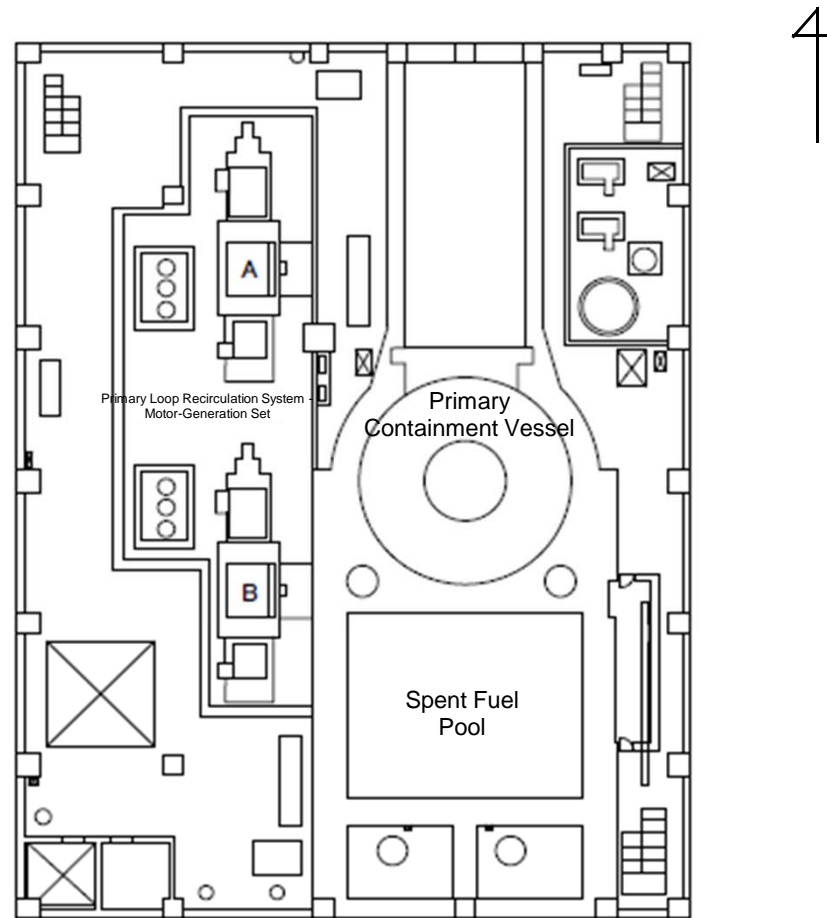 A
Primary Loop Recirculation System -
Motor-Generation Set
Primary
Containment Vessel
B
Spent Fuel
Pool